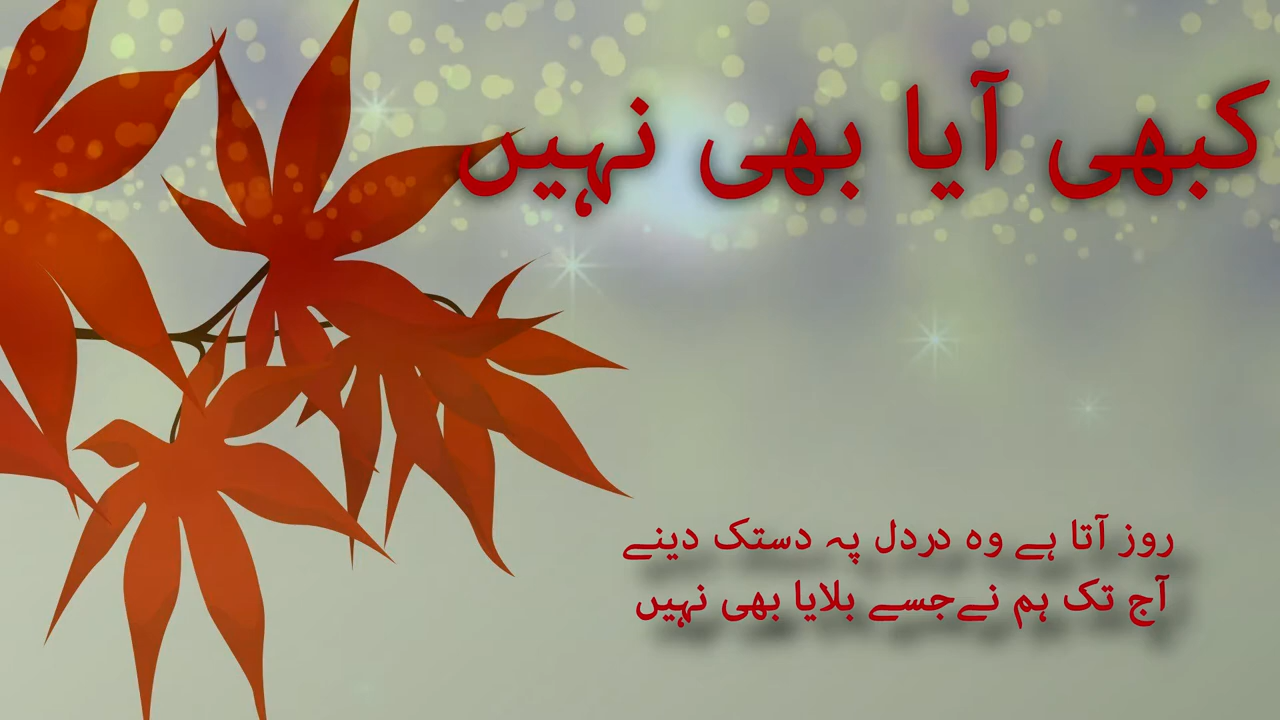 کبھی آیا بھی نہیں
روز آتا ہے وہ دردل پہ دستک دینے
آج تک ہم نےجسے بلایا بھی نہیں